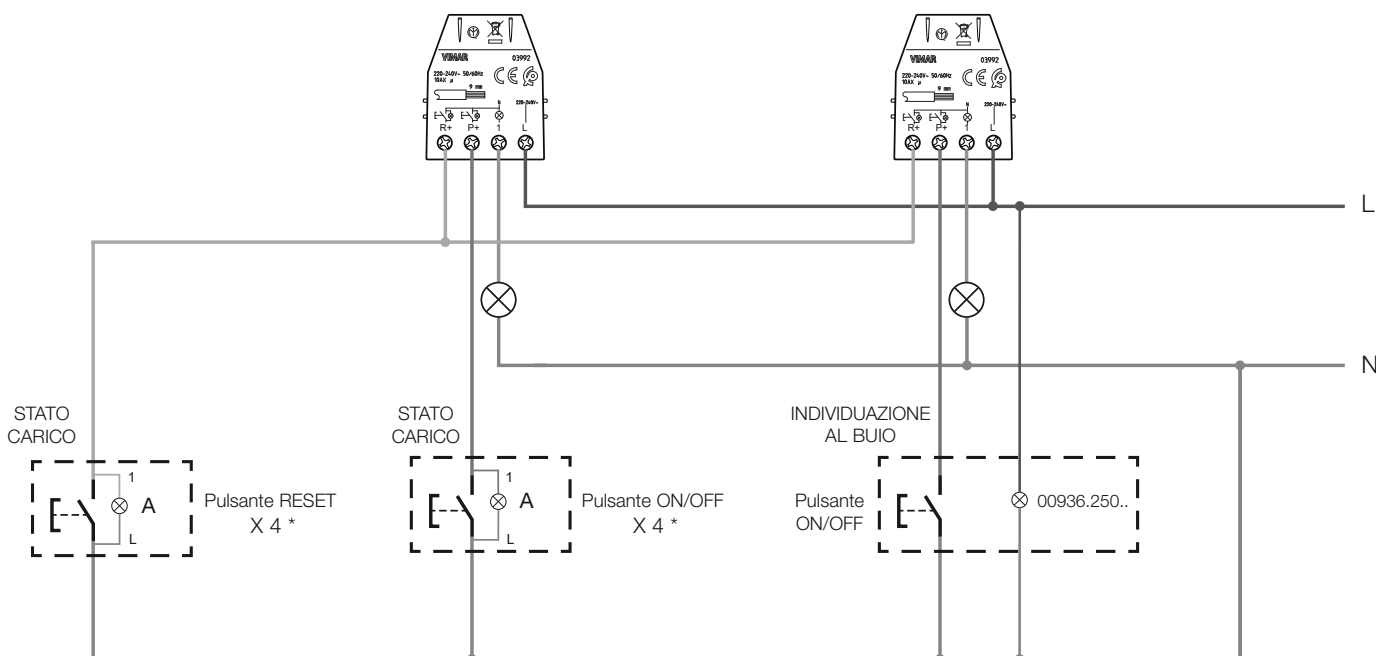 VIMAR 03992
220-240V~ 50/60Hz
10AX µ
9 mm
N
220-240V~
R+ P+ 1 L
VIMAR 03992
220-240V~ 50/60Hz
10AX µ
9 mm
N
220-240V~
R+ P+ 1 L
L
N
STATO
CARICO
1
A
L
Pulsante RESET
X 4 *
STATO
CARICO
1
A
L
Pulsante ON/OFF
X 4 *
INDIVIDUAZIONE
AL BUIO
Pulsante
ON/OFF
00936.250..